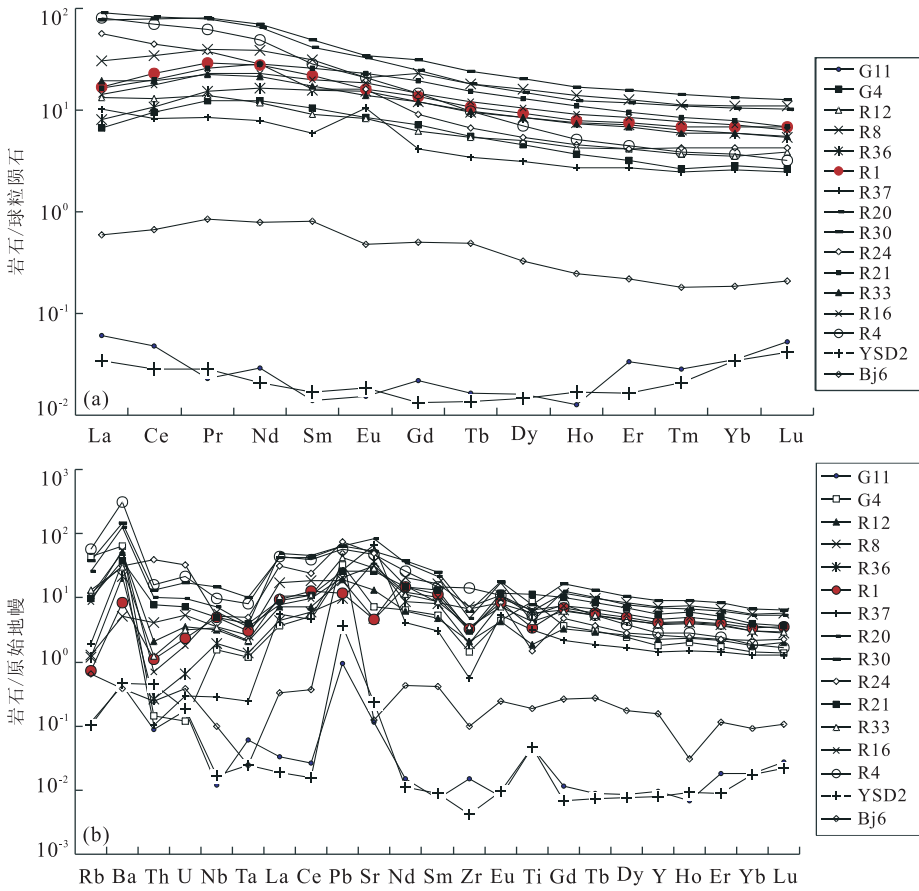 10²
10¹
10⁰
10⁻¹
10⁻²
岩石/球粒陨石
(a)
La Ce Pr Nd Sm Eu Gd Tb Dy Ho Er Tm Yb Lu
G11
G4
R12
R8
R36
R1
R37
R20
R30
R24
R21
R33
R16
R4
YSD2
Bj6
10³
10²
10¹
10⁰
10⁻¹
10⁻²
10⁻³
岩石/原始地幔
(b)
Rb Ba Th U Nb Ta La Ce Pb Sr Nd Sm Zr Eu Ti Gd Tb Dy Y Ho Er Yb Lu
G11
G4
R12
R8
R36
R1
R37
R20
R30
R24
R21
R33
R16
R4
YSD2
Bj6